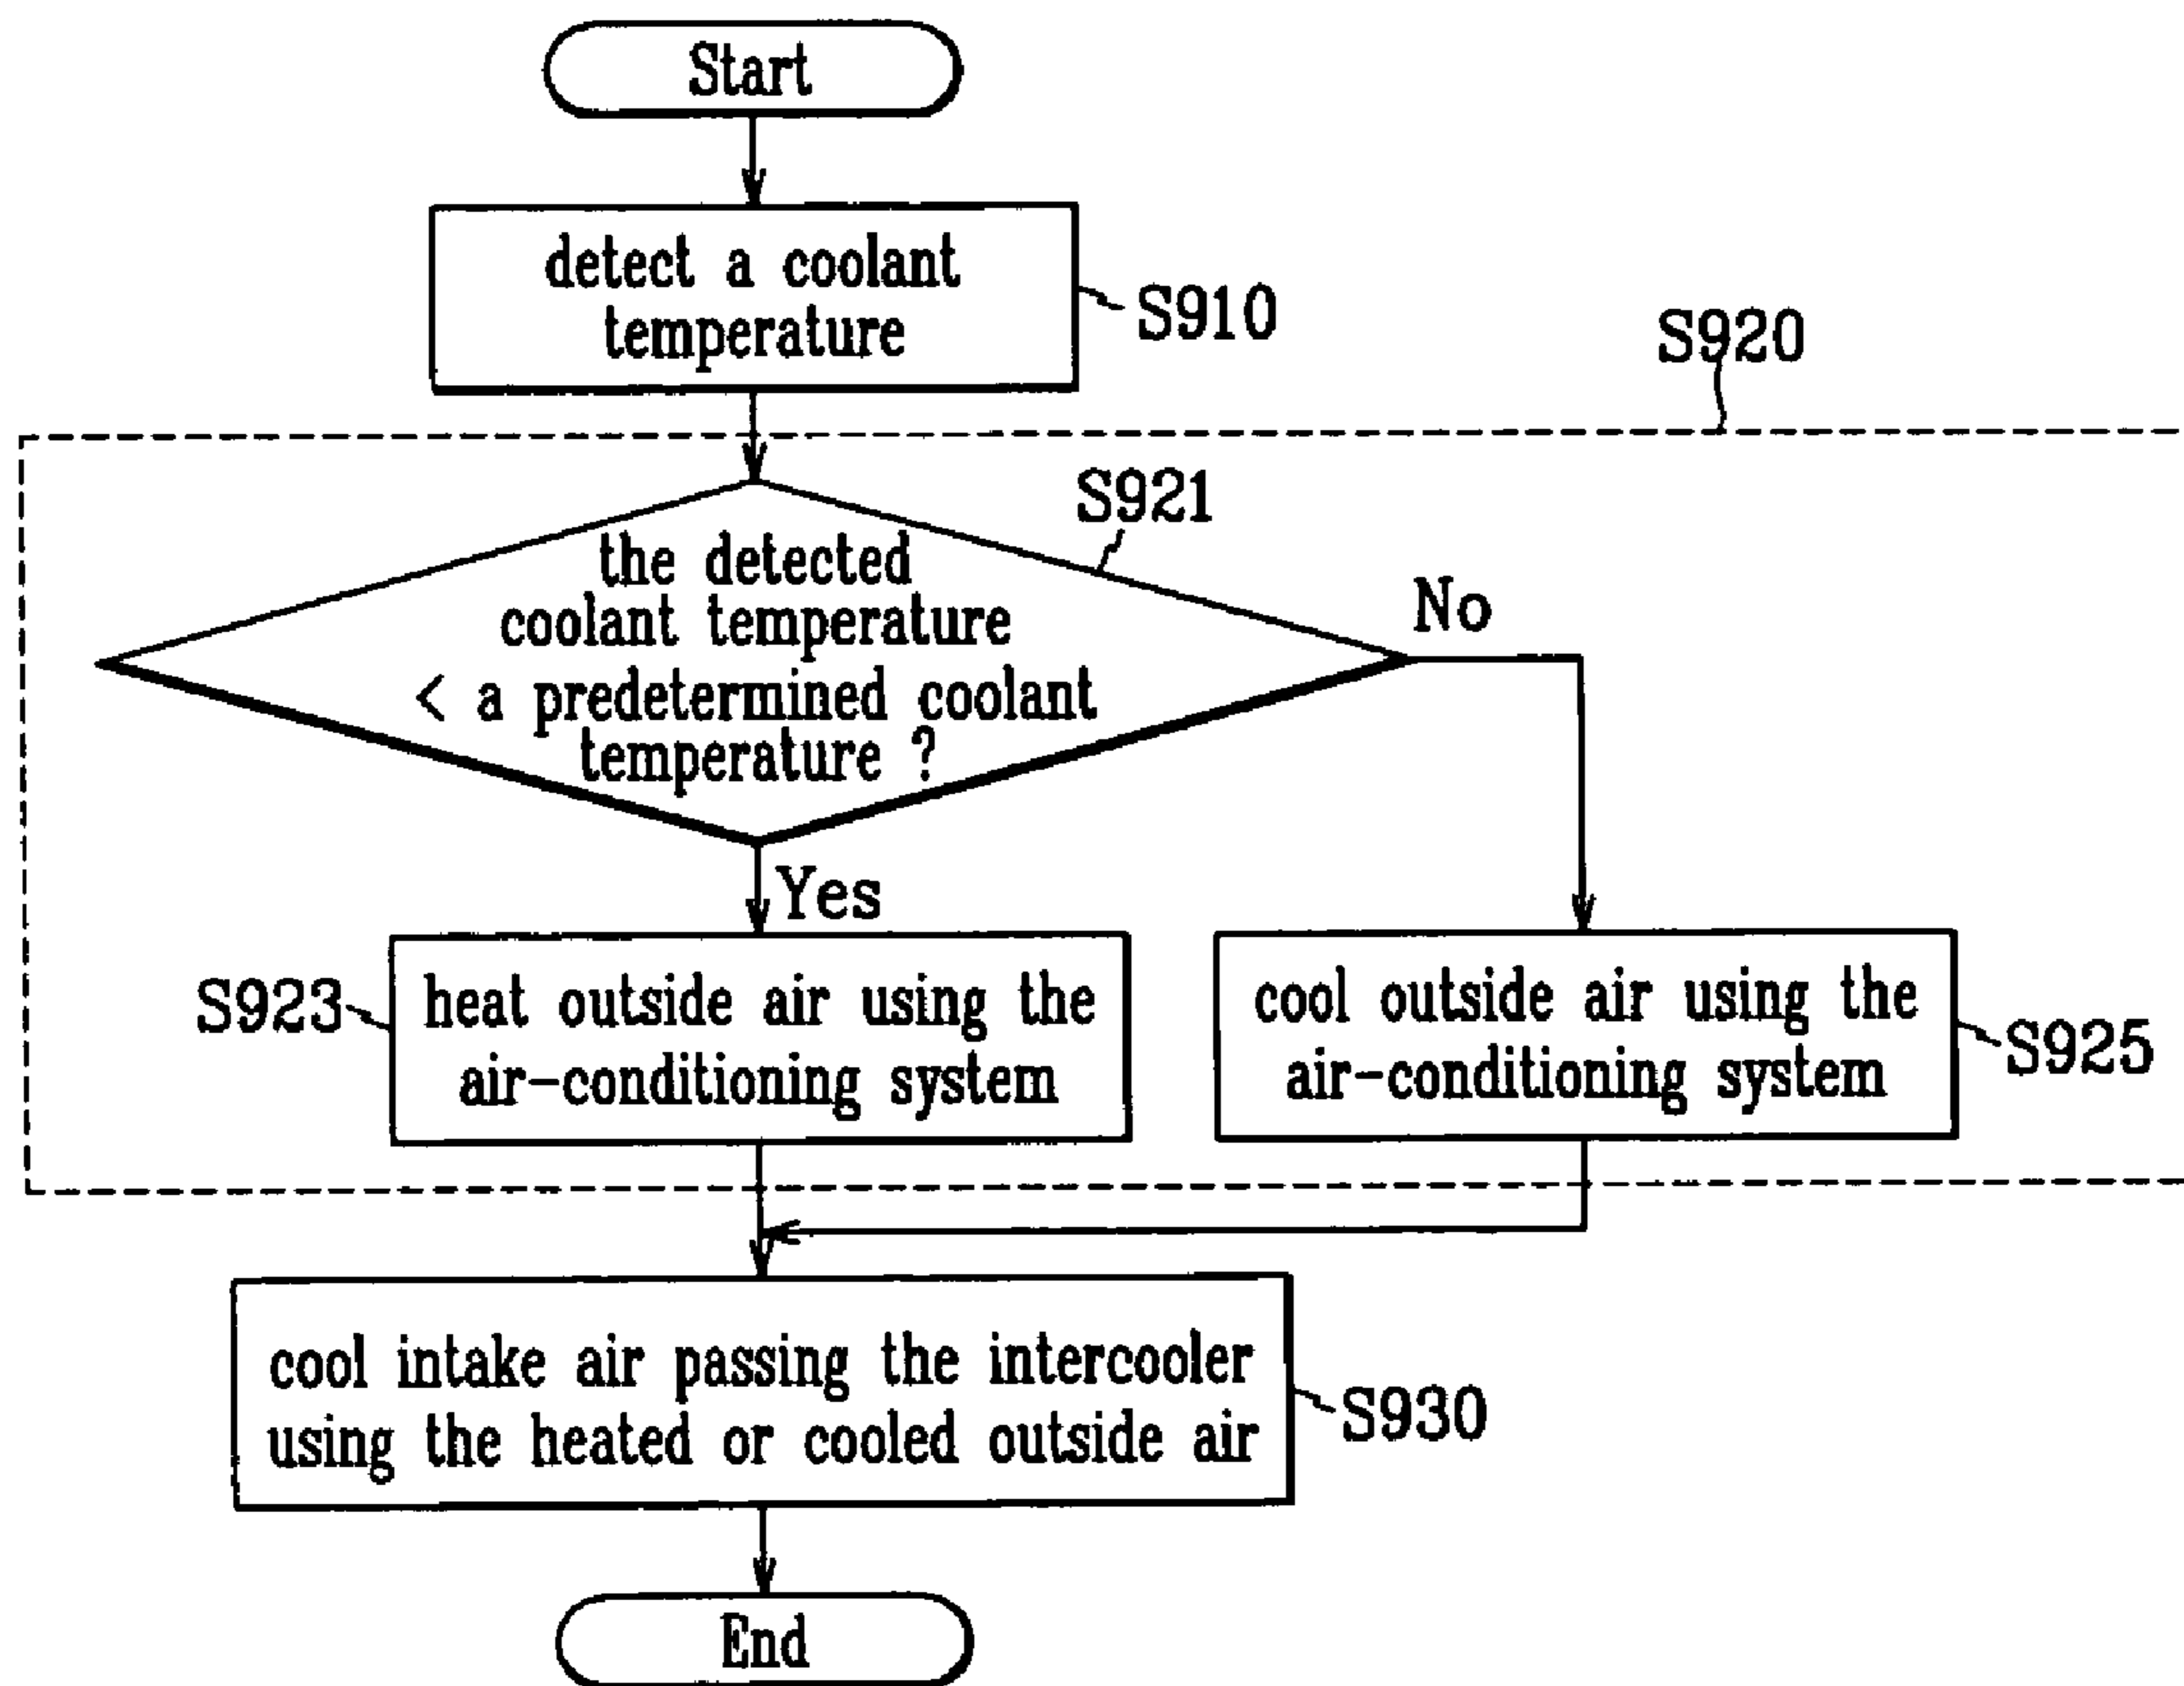 Start
detect a coolant
temperature
S910
S920
S921
the detected
coolant temperature
< a predetermined coolant
temperature ?
No
Yes
S923
heat outside air using the
air-conditioning system
cool outside air using the
air-conditioning system
S925
cool intake air passing the intercooler
using the heated or cooled outside air
S930
End